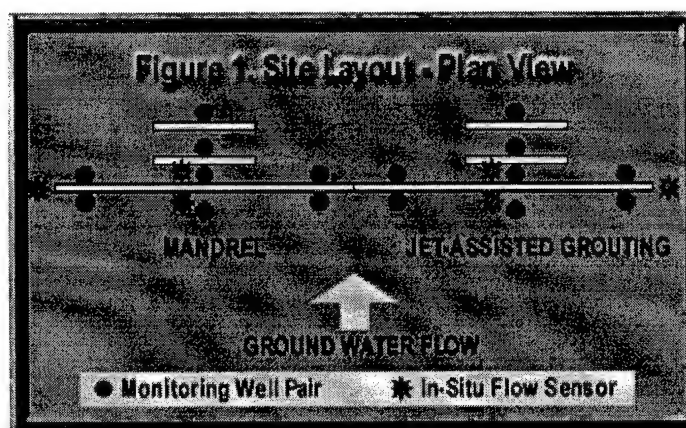 Figure 1. Site Layout - Plan View
MANDREL JET-ASSISTED GROUTING
GROUND WATER FLOW
Monitoring Well Pair In-Situ Flow Sensor